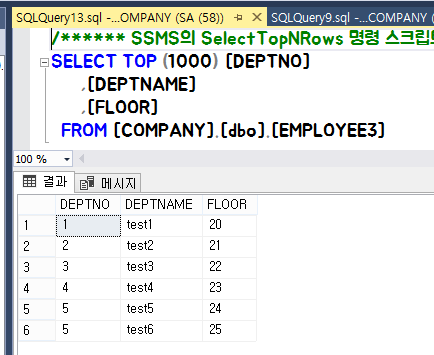 SQLQuery13.sql -...OMPANY (SA (58)) SQLQuery9.sql -...COMPANY (
/****** SSMS의 SelectTopNRows 명령 스크립
SELECT TOP (1000) [DEPTNO]
,[DEPTNAME]
,[FLOOR]
FROM [COMPANY].[dbo].[EMPLOYEE3]
100 %
결과 메시지
DEPTNO DEPTNAME FLOOR
1 1 test1 20
2 2 test2 21
3 3 test3 22
4 4 test4 23
5 5 test5 24
6 5 test6 25